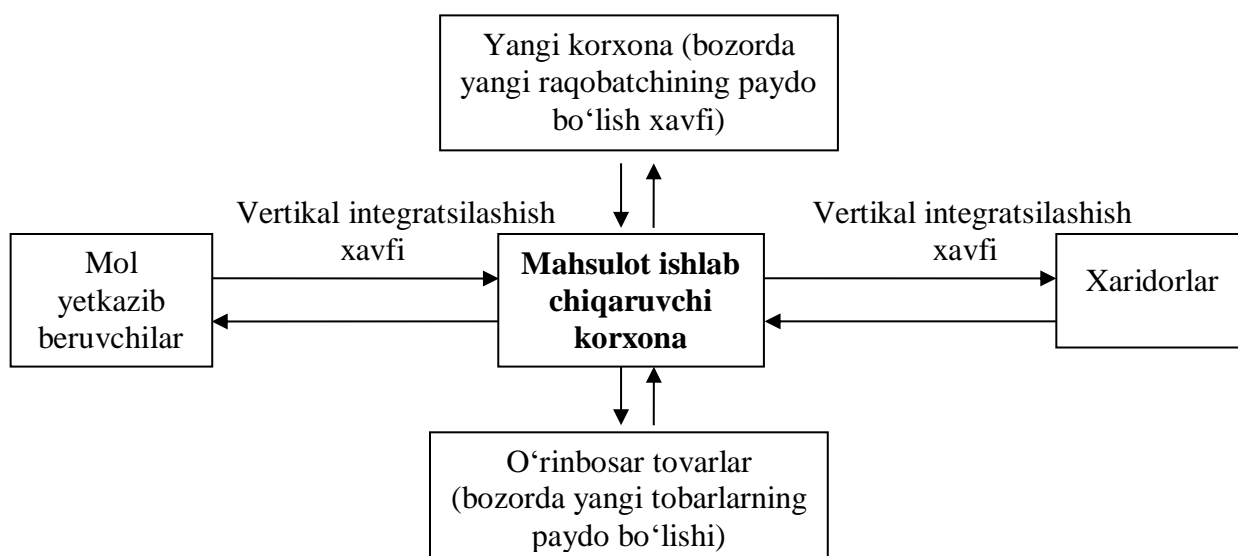 Yangi korxona (bozorda
yangi raqobatchining paydo
bo‘lish xavfi)
Vertikal integratsilashish
xavfi
Vertikal integratsilashish
xavfi
Mol
yetkazib
beruvchilar
Mahsulot ishlab
chiqaruvchi
korxona
Xaridorlar
O‘rinbosar tovarlar
(bozorda yangi tobarlarning
paydo bo‘lishi)